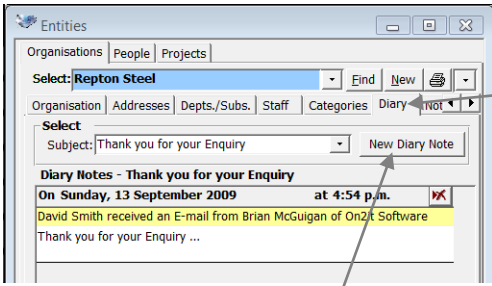 Entities
Organisations People Projects
Select: Repton Steel Find New
Organisation Addresses Depts./Subs. Staff Categories Diary Not
Select
Subject: Thank you for your Enquiry New Diary Note
Diary Notes - Thank you for your Enquiry
On Sunday, 13 September 2009 at 4:54 p.m.
David Smith received an E-mail from Brian McGuigan of On2it Software
Thank you for your Enquiry ...